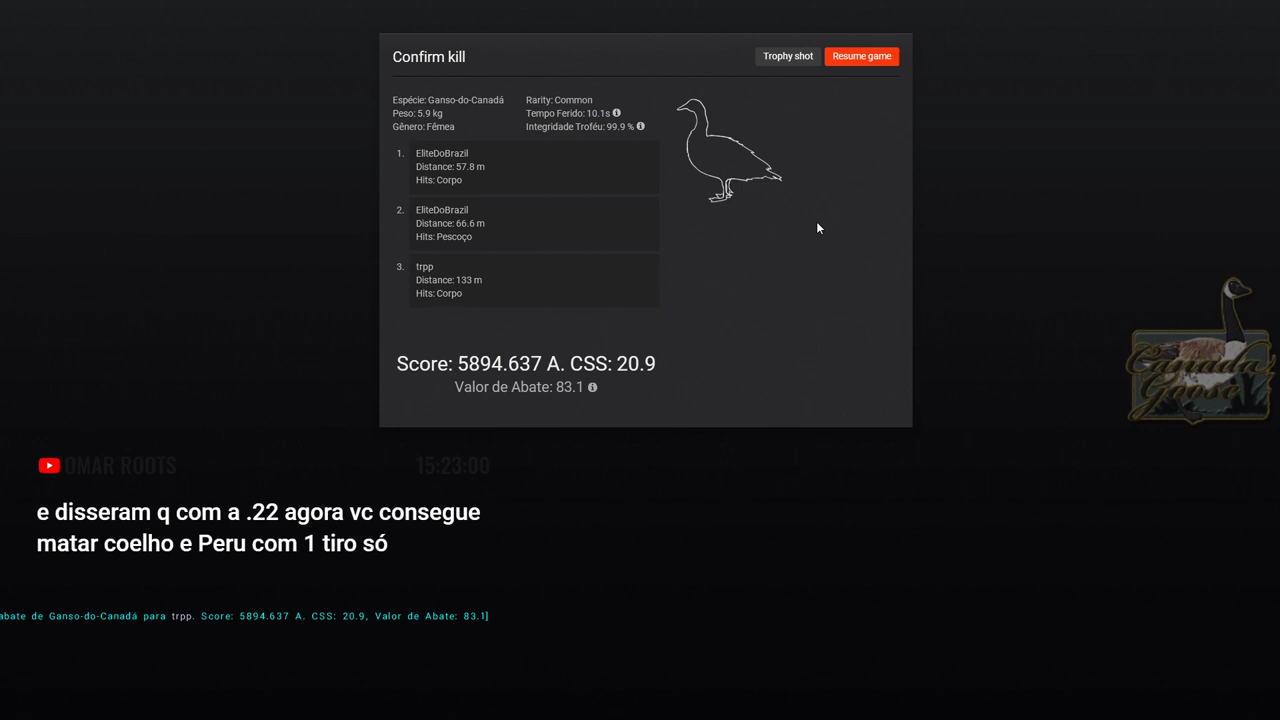 Confirm kill
Trophy shot
Resume game
Espécie: Ganso-do-Canadá
Peso: 5.9 kg
Gênero: Fêmea
Rarity: Common
Tempo Ferido: 10.1s
Integridade Troféu: 99.9 %
1. EliteDoBrazil
Distance: 57.8 m
Hits: Corpo
2. EliteDoBrazil
Distance: 66.6 m
Hits: Pescoço
3. trpp
Distance: 133 m
Hits: Corpo
Score: 5894.637 A. CSS: 20.9
Valor de Abate: 83.1
Canada
Goose
OMAR ROOTS
15:23:00
e disseram q com a .22 agora vc consegue
matar coelho e Peru com 1 tiro só
abate de Ganso-do-Canadá para trpp. Score: 5894.637 A. CSS: 20.9, Valor de Abate: 83.1]